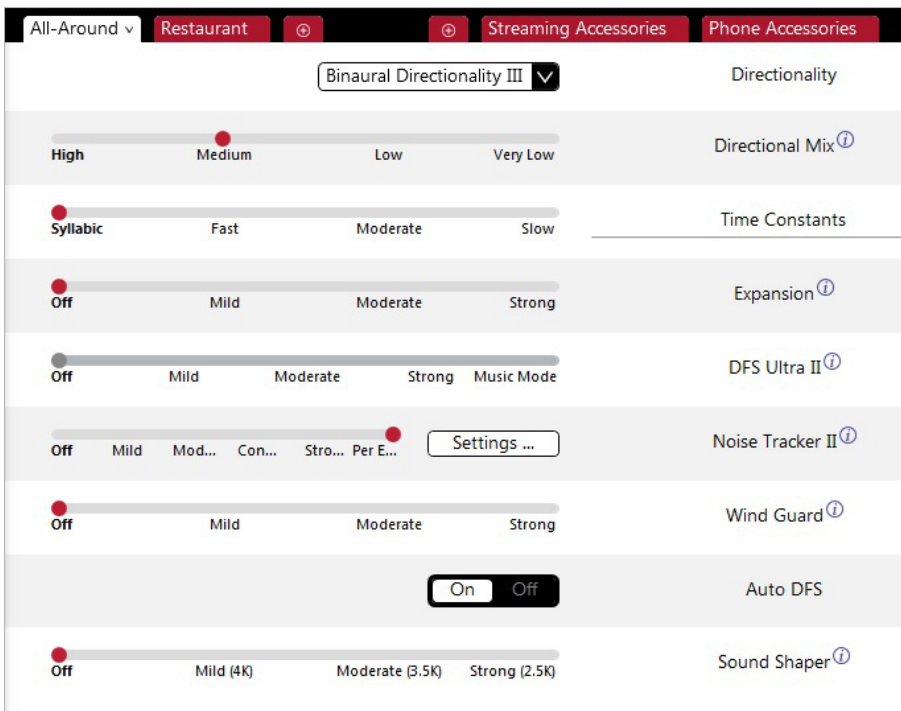 All-Around Restaurant Streaming Accessories Phone Accessories
Binaural Directionality III Directionality
Directional Mix
High Medium Low Very Low
Time Constants
Syllabic Fast Moderate Slow
Expansion
Off Mild Moderate Strong
DFS Ultra II
Off Mild Moderate Strong Music Mode
Noise Tracker II
Off Mild Mod... Con... Stro... Per E... Settings ...
Wind Guard
Off Mild Moderate Strong
On Off Auto DFS
Sound Shaper
Off Mild (4K) Moderate (3.5K) Strong (2.5K)